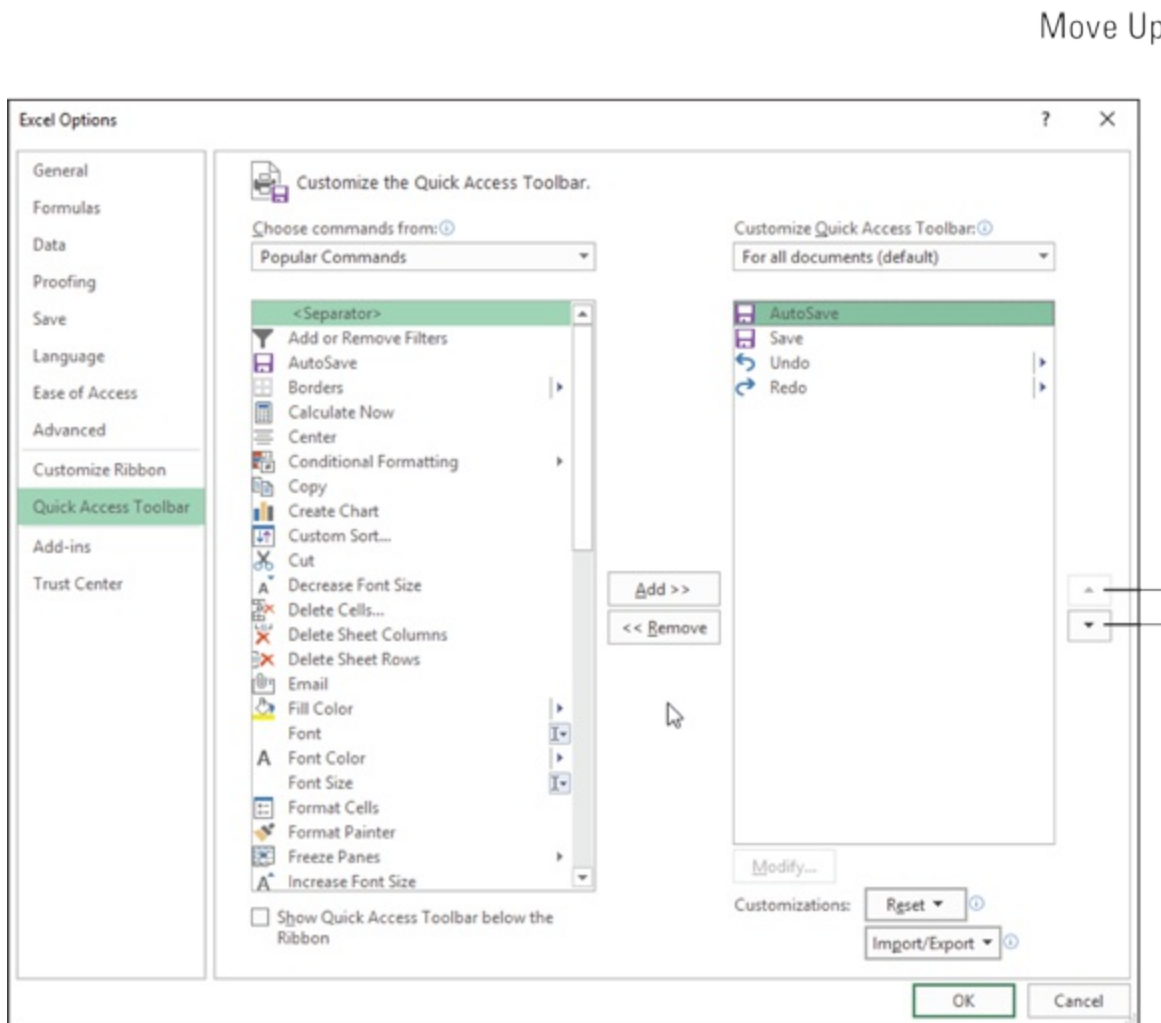 Move Up
Excel Options
?
General
Formulas
Data
Proofing
Save
Language
Ease of Access
Advanced
Customize Ribbon
Quick Access Toolbar
Add-ins
Trust Center
Customize the Quick Access Toolbar.
Choose commands from:
Popular Commands
<Separator>
Add or Remove Filters
AutoSave
Borders
Calculate Now
Center
Conditional Formatting
Copy
Create Chart
Custom Sort...
Cut
Decrease Font Size
Delete Cells...
Delete Sheet Columns
Delete Sheet Rows
Email
Fill Color
Font
Font Color
Font Size
Format Cells
Format Painter
Freeze Panes
Increase Font Size
Show Quick Access Toolbar below the
Ribbon
Add >>
<< Remove
Customize Quick Access Toolbar:
For all documents (default)
AutoSave
Save
Undo
Redo
Modify...
Customizations:
Reset
Import/Export
OK
Cancel